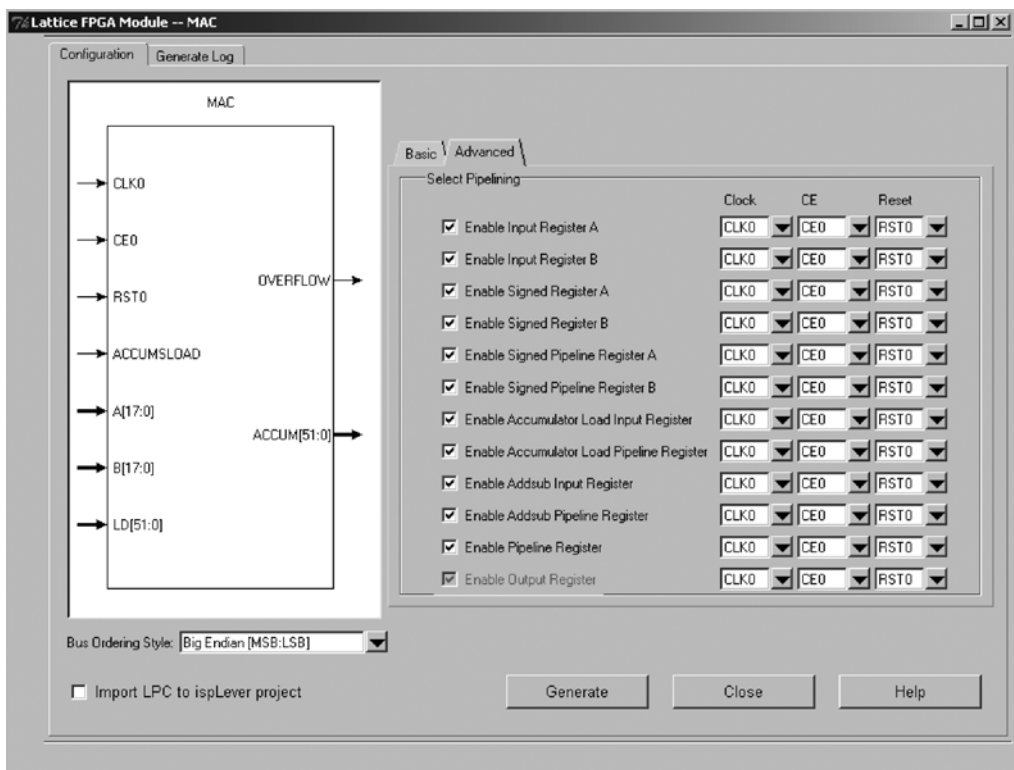 Lattice FPGA Module -- MAC
Configuration
Generate Log
MAC
CLK0
CE0
RST0
ACCUMSLOAD
A[17:0]
B[17:0]
LD[51:0]
OVERFLOW
ACCUM[51:0]
Bus Ordering Style: Big Endian [MSB:LSB]
Import LPC to ispLever project
Basic
Advanced
Select Pipelining
Clock CE Reset
Enable Input Register A CLK0 CE0 RST0
Enable Input Register B CLK0 CE0 RST0
Enable Signed Register A CLK0 CE0 RST0
Enable Signed Register B CLK0 CE0 RST0
Enable Signed Pipeline Register A CLK0 CE0 RST0
Enable Signed Pipeline Register B CLK0 CE0 RST0
Enable Accumulator Load Input Register CLK0 CE0 RST0
Enable Accumulator Load Pipeline Register CLK0 CE0 RST0
Enable Addsub Input Register CLK0 CE0 RST0
Enable Addsub Pipeline Register CLK0 CE0 RST0
Enable Pipeline Register CLK0 CE0 RST0
Enable Output Register CLK0 CE0 RST0
Generate
Close
Help